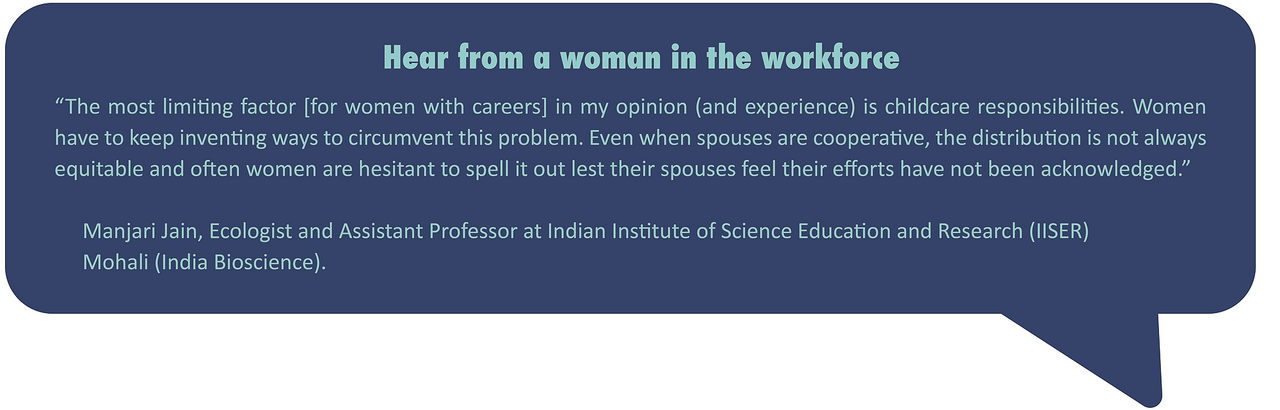 Hear from a woman in the workforce
“The most limiting factor [for women with careers] in my opinion (and experience) is childcare responsibilities. Women
have to keep inventing ways to circumvent this problem. Even when spouses are cooperative, the distribution is not always
equitable and often women are hesitant to spell it out lest their spouses feel their efforts have not been acknowledged.”
Manjari Jain, Ecologist and Assistant Professor at Indian Institute of Science Education and Research (IISER)
Mohali (India Bioscience).